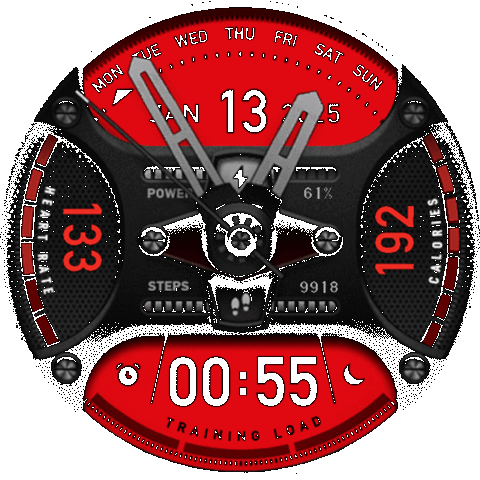 MON TUE WED THU FRI SAT SUN
JAN 13 2025
POWER 61%
HEART RATE
133
192
CALORIES
STEPS 9918
00:55
TRAINING LOAD